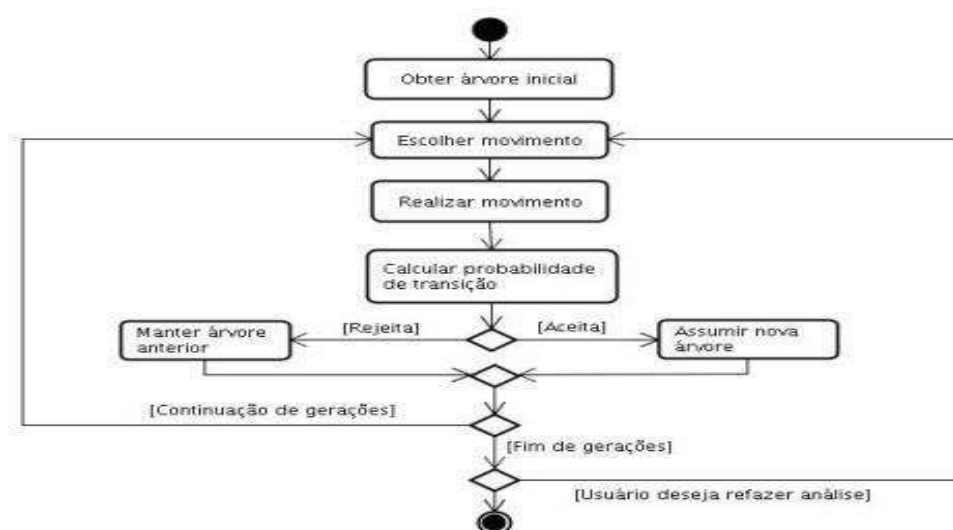 Obter árvore inicial
Escolher movimento
Realizar movimento
Calcular probabilidade
de transição
[Rejeita]
[Aceita]
Manter árvore
anterior
Assumir nova
árvore
[Continuação de gerações]
[Fim de gerações]
[Usuário deseja refazer análise]